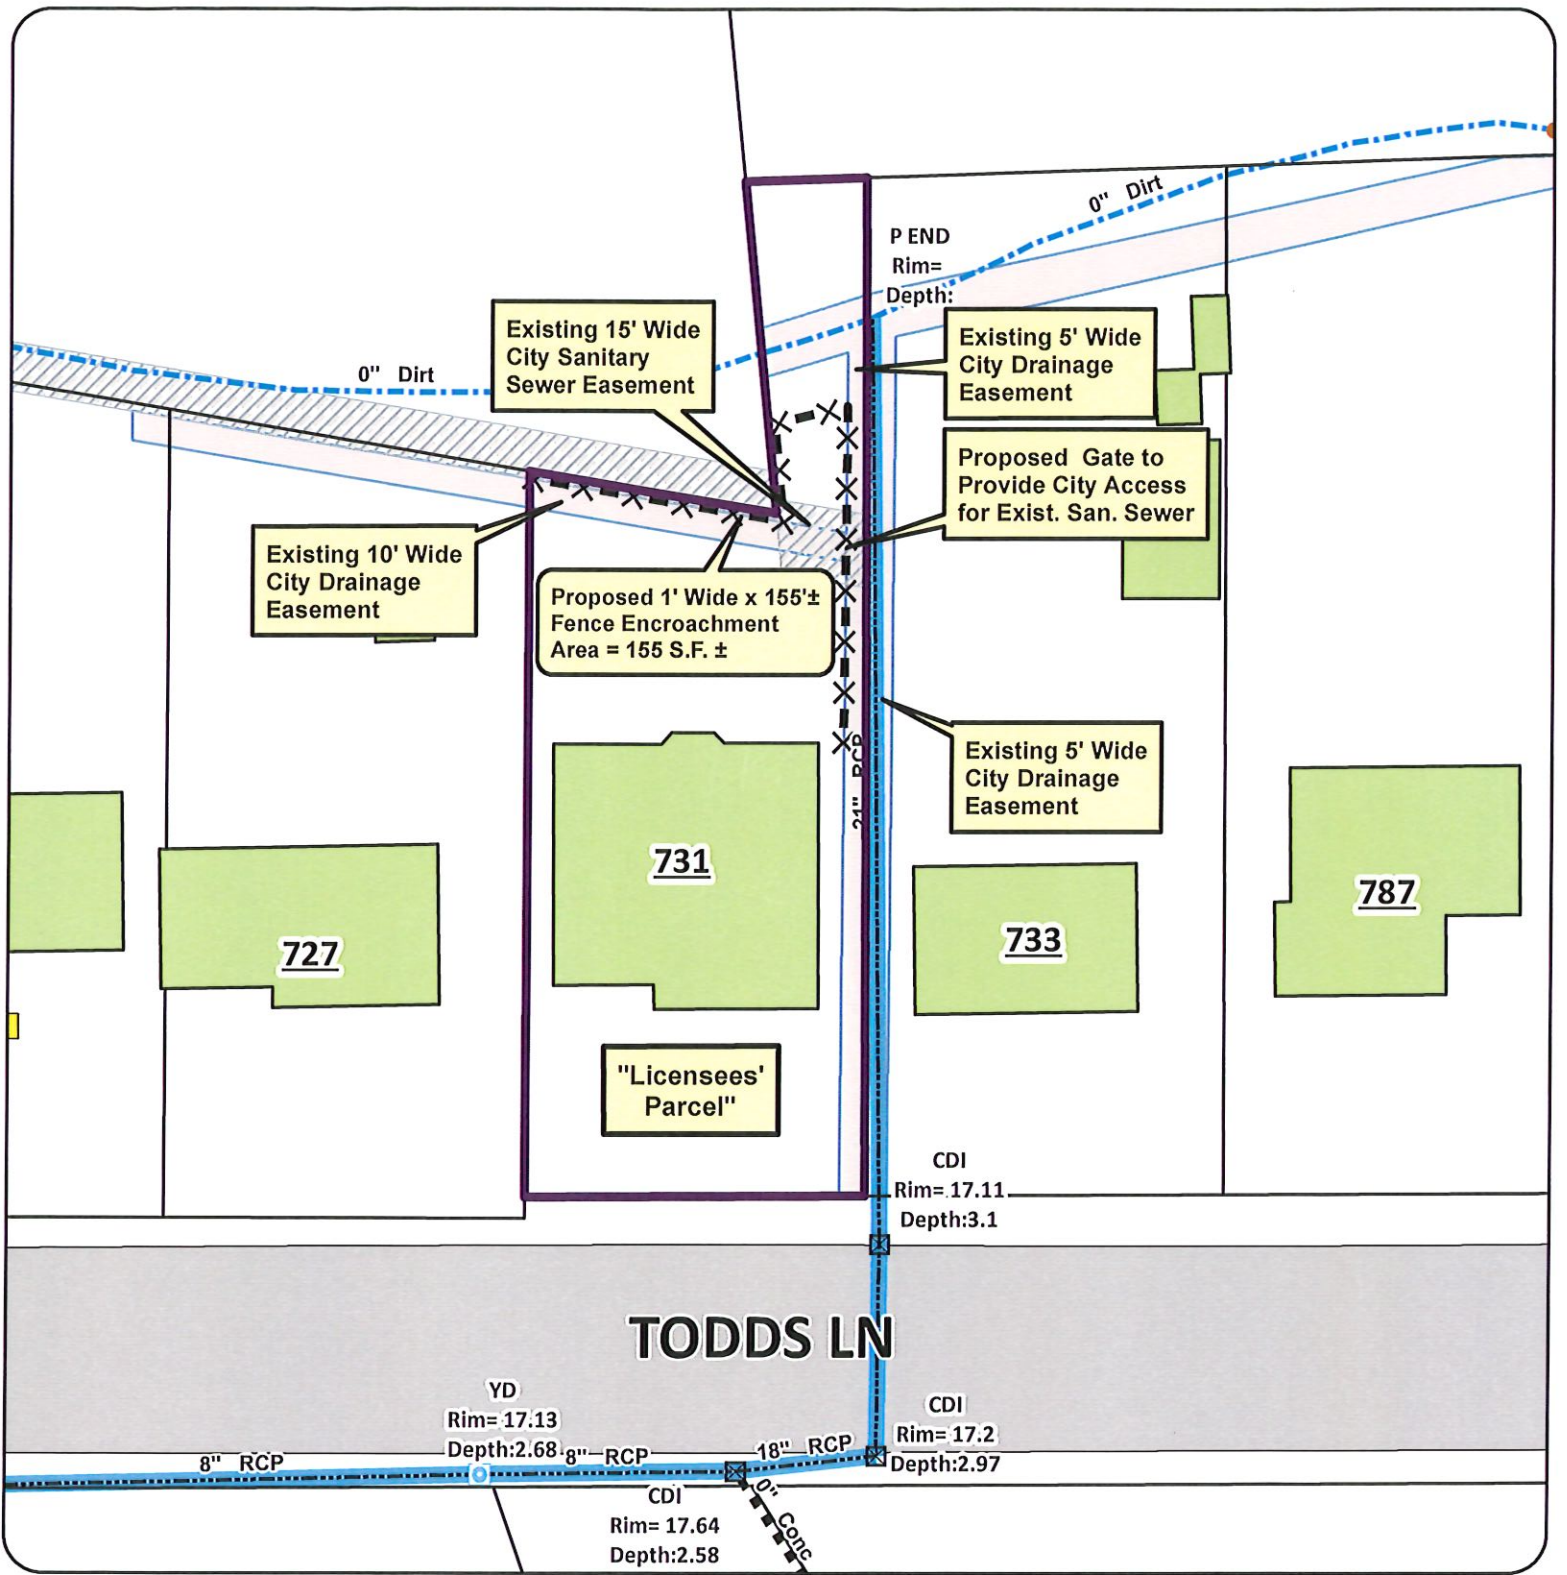 0" Dirt
P END
Rim=
Depth:
Existing 15' Wide
City Sanitary
Sewer Easement
Existing 5' Wide
City Drainage
Easement
0" Dirt
Proposed Gate to
Provide City Access
for Exist. San. Sewer
Existing 10' Wide
City Drainage
Easement
Proposed 1' Wide x 155'±
Fence Encroachment
Area = 155 S.F. ±
Existing 5' Wide
City Drainage
Easement
21" RCP
731
727
733
787
"Licensees'
Parcel"
CDI
Rim= 17.11
Depth:3.1
TODDS LN
YD
Rim= 17.13
Depth:2.68
CDI
Rim= 17.2
Depth:2.97
8" RCP
8" RCP
18" RCP
CDI
Rim= 17.64
Depth:2.58
0" Conc